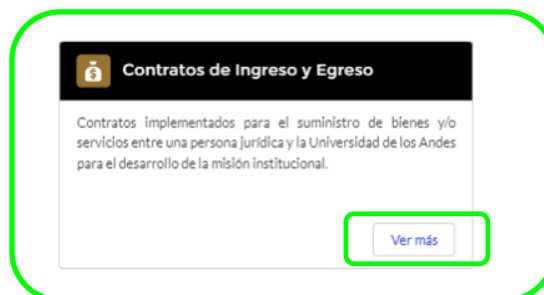 Contratos de Ingreso y Egreso
Contratos implementados para el suministro de bienes y/o
servicios entre una persona jurídica y la Universidad de los Andes
para el desarrollo de la misión institucional.
Ver más